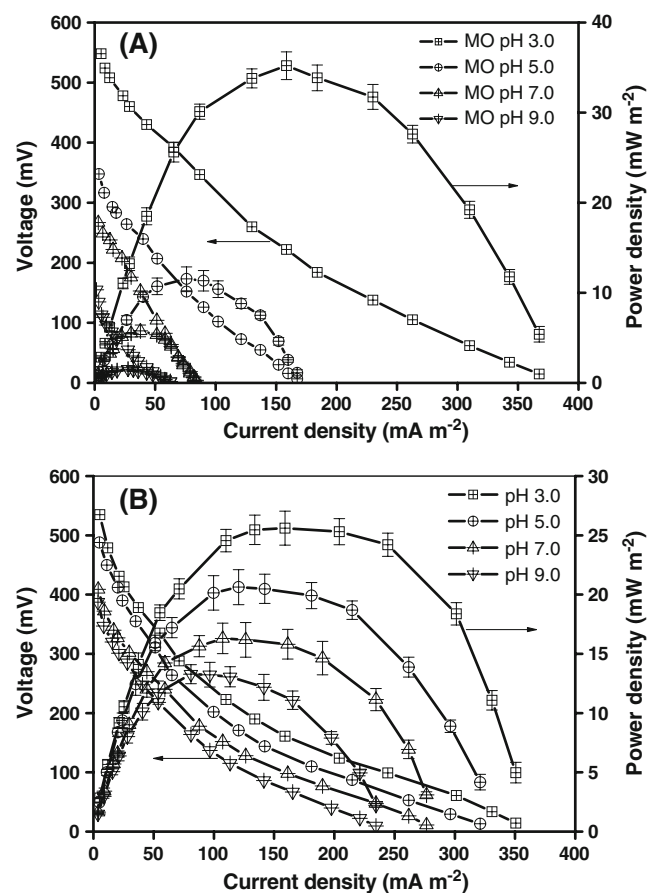 (A)
MO pH 3.0
MO pH 5.0
MO pH 7.0
MO pH 9.0
600
500
400
300
200
100
0
Voltage (mV)
40
30
20
10
0
Power density (mW m⁻²)
0 50 100 150 200 250 300 350 400
Current density (mA m⁻²)
(B)
pH 3.0
pH 5.0
pH 7.0
pH 9.0
600
500
400
300
200
100
0
Voltage (mV)
30
25
20
15
10
5
0
Power density (mW m⁻²)
0 50 100 150 200 250 300 350 400
Current density (mA m⁻²)